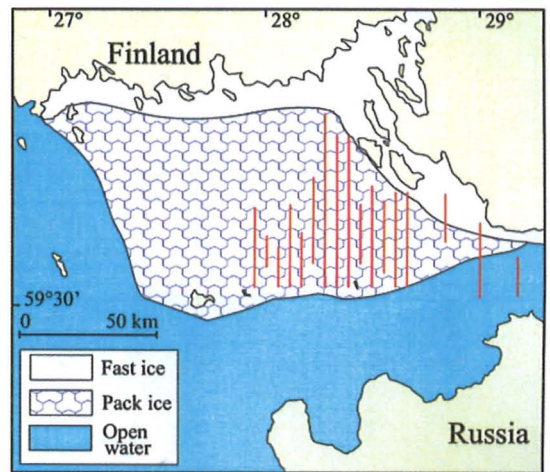 27° 28° 29°
Finland
59°30'
0 50 km
Fast ice
Pack ice
Open
water
Russia